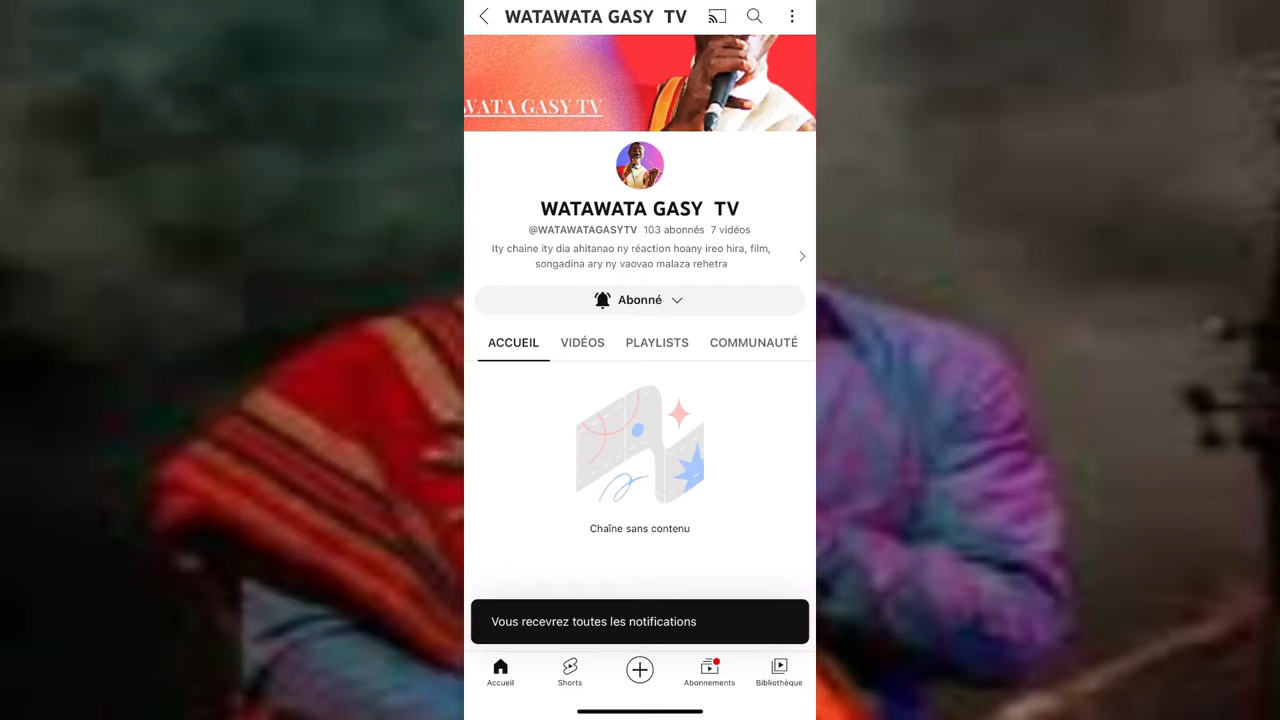 WATAWATA GASY TV
WATA GASY TV
WATAWATA GASY TV
@WATAWATAGASYTV 103 abonnés 7 vidéos
Ity chaine ity dia ahitanao ny réaction hoany ireo hira, film,
songadina ary ny vaovao malaza rehetra
Abonné
ACCUEIL VIDÉOS PLAYLISTS COMMUNAUTÉ
Chaîne sans contenu
Vous recevrez toutes les notifications
Accueil Shorts Abonnements Bibliothèque